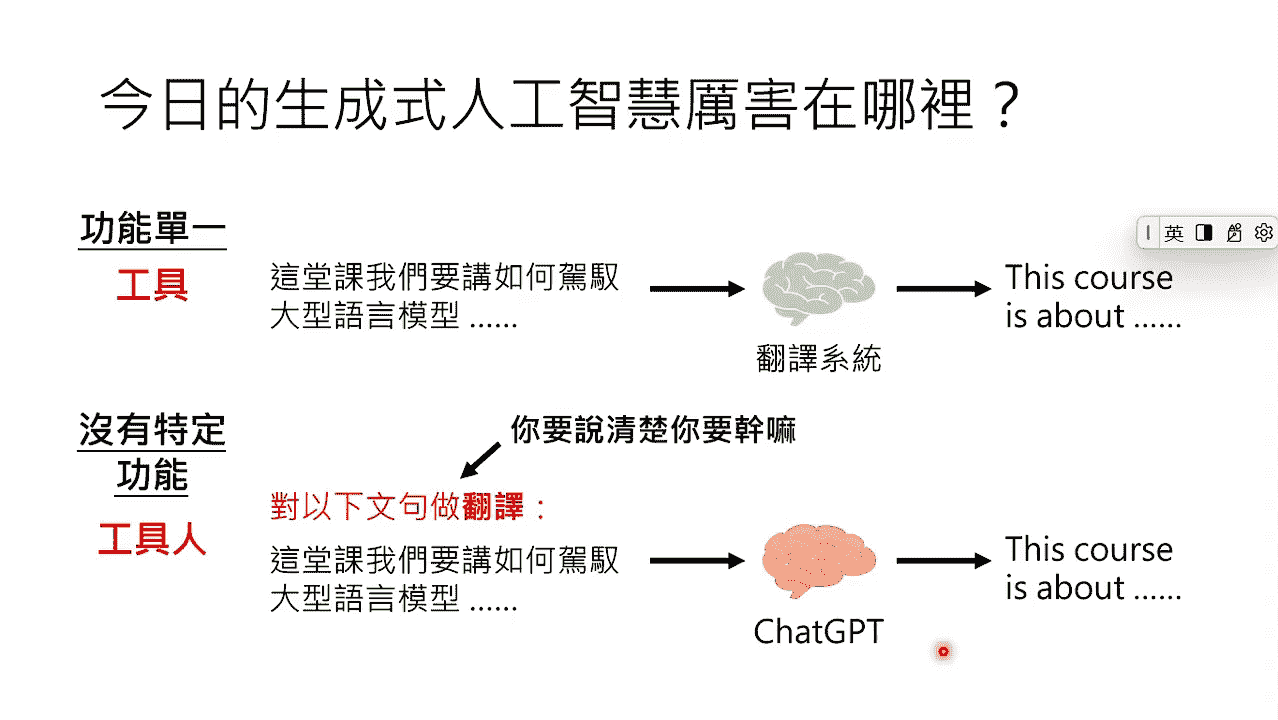 今日的生成式人工智慧厲害在哪裡？
功能單一
工具
這堂課我們要講如何駕馭
大型語言模型 ......
翻譯系統
This course
is about ......
英
沒有特定
功能
工具人
你要說清楚你要幹嘛
對以下文句做翻譯：
這堂課我們要講如何駕馭
大型語言模型 ......
ChatGPT
This course
is about ......